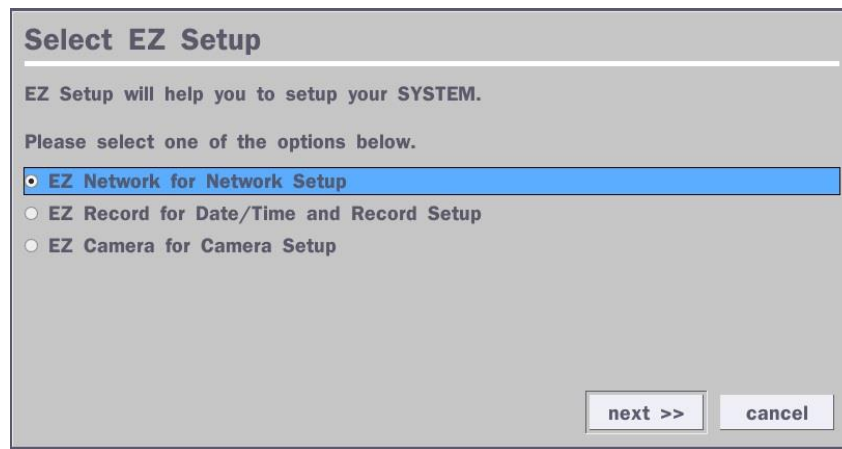 Select EZ Setup
EZ Setup will help you to setup your SYSTEM.
Please select one of the options below.
EZ Network for Network Setup
EZ Record for Date/Time and Record Setup
EZ Camera for Camera Setup
next >> cancel